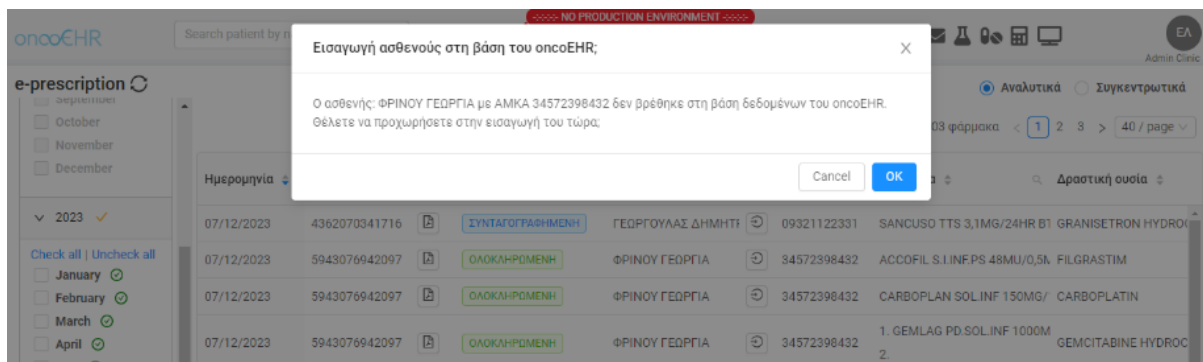 -:-:-:- NO PRODUCTION ENVIRONMENT -:-:-:-
oncoEHR
Search patient by n
Εισαγωγή ασθενούς στη βάση του oncoEHR;
ΕΛ
Admin Clinic
Ο ασθενής: ΦΡΙΝΟΥ ΓΕΩΡΓΙΑ με ΑΜΚΑ 34572398432 δεν βρέθηκε στη βάση δεδομένων του oncoEHR.
Θέλετε να προχωρήσετε στην εισαγωγή του τώρα;
Cancel OK
e-prescription
Αναλυτικά Συγκεντρωτικά
September
October
November
December
03 φάρμακα < 1 2 3 > 40 / page
Ημερομηνία Δραστική ουσία
2023
Check all | Uncheck all
January
February
March
April
07/12/2023 4362070341716 ΣΥΝΤΑΓΟΓΡΑΦΗΜΕΝΗ ΓΕΩΡΓΟΥΛΑΣ ΔΗΜΗΤΡ 09321122331 SANCUSO TTS 3,1MG/24HR BT GRANISETRON HYDROC
07/12/2023 5943076942097 ΟΛΟΚΛΗΡΩΜΕΝΗ ΦΡΙΝΟΥ ΓΕΩΡΓΙΑ 34572398432 ACCOFIL S.I.INF.PS 48MU/0,5 FILGRASTIM
07/12/2023 5943076942097 ΟΛΟΚΛΗΡΩΜΕΝΗ ΦΡΙΝΟΥ ΓΕΩΡΓΙΑ 34572398432 CARBOPLAN SOL.INF 150MG/ CARBOPLATIN
07/12/2023 5943076942097 ΟΛΟΚΛΗΡΩΜΕΝΗ ΦΡΙΝΟΥ ΓΕΩΡΓΙΑ 34572398432 1. GEMLAG PD.SOL.INF 1000M GEMCITABINE HYDROC
2.